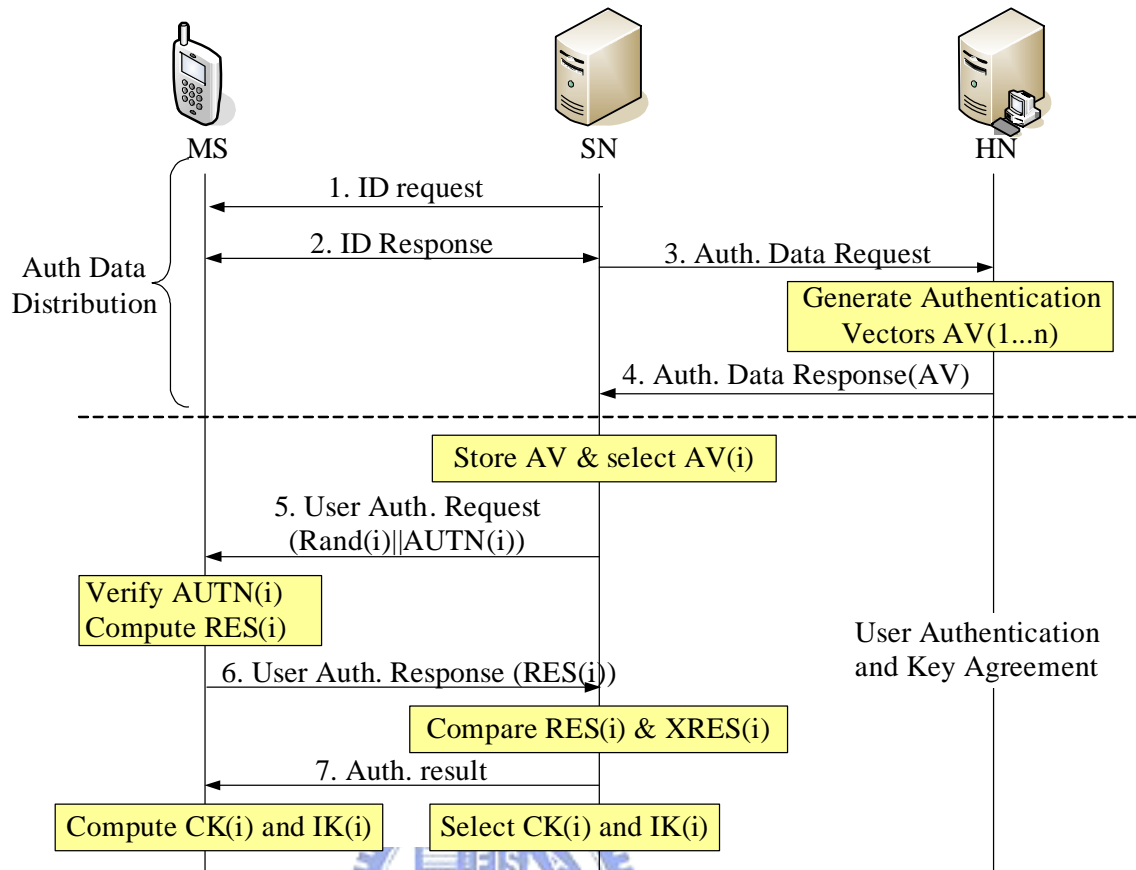 MS
SN
HN
1. ID request
2. ID Response
3. Auth. Data Request
Auth Data
Distribution
Generate Authentication
Vectors AV(1...n)
4. Auth. Data Response(AV)
Store AV & select AV(i)
5. User Auth. Request
(Rand(i)||AUTN(i))
Verify AUTN(i)
Compute RES(i)
User Authentication
and Key Agreement
6. User Auth. Response (RES(i))
Compare RES(i) & XRES(i)
7. Auth. result
Compute CK(i) and IK(i)
Select CK(i) and IK(i)